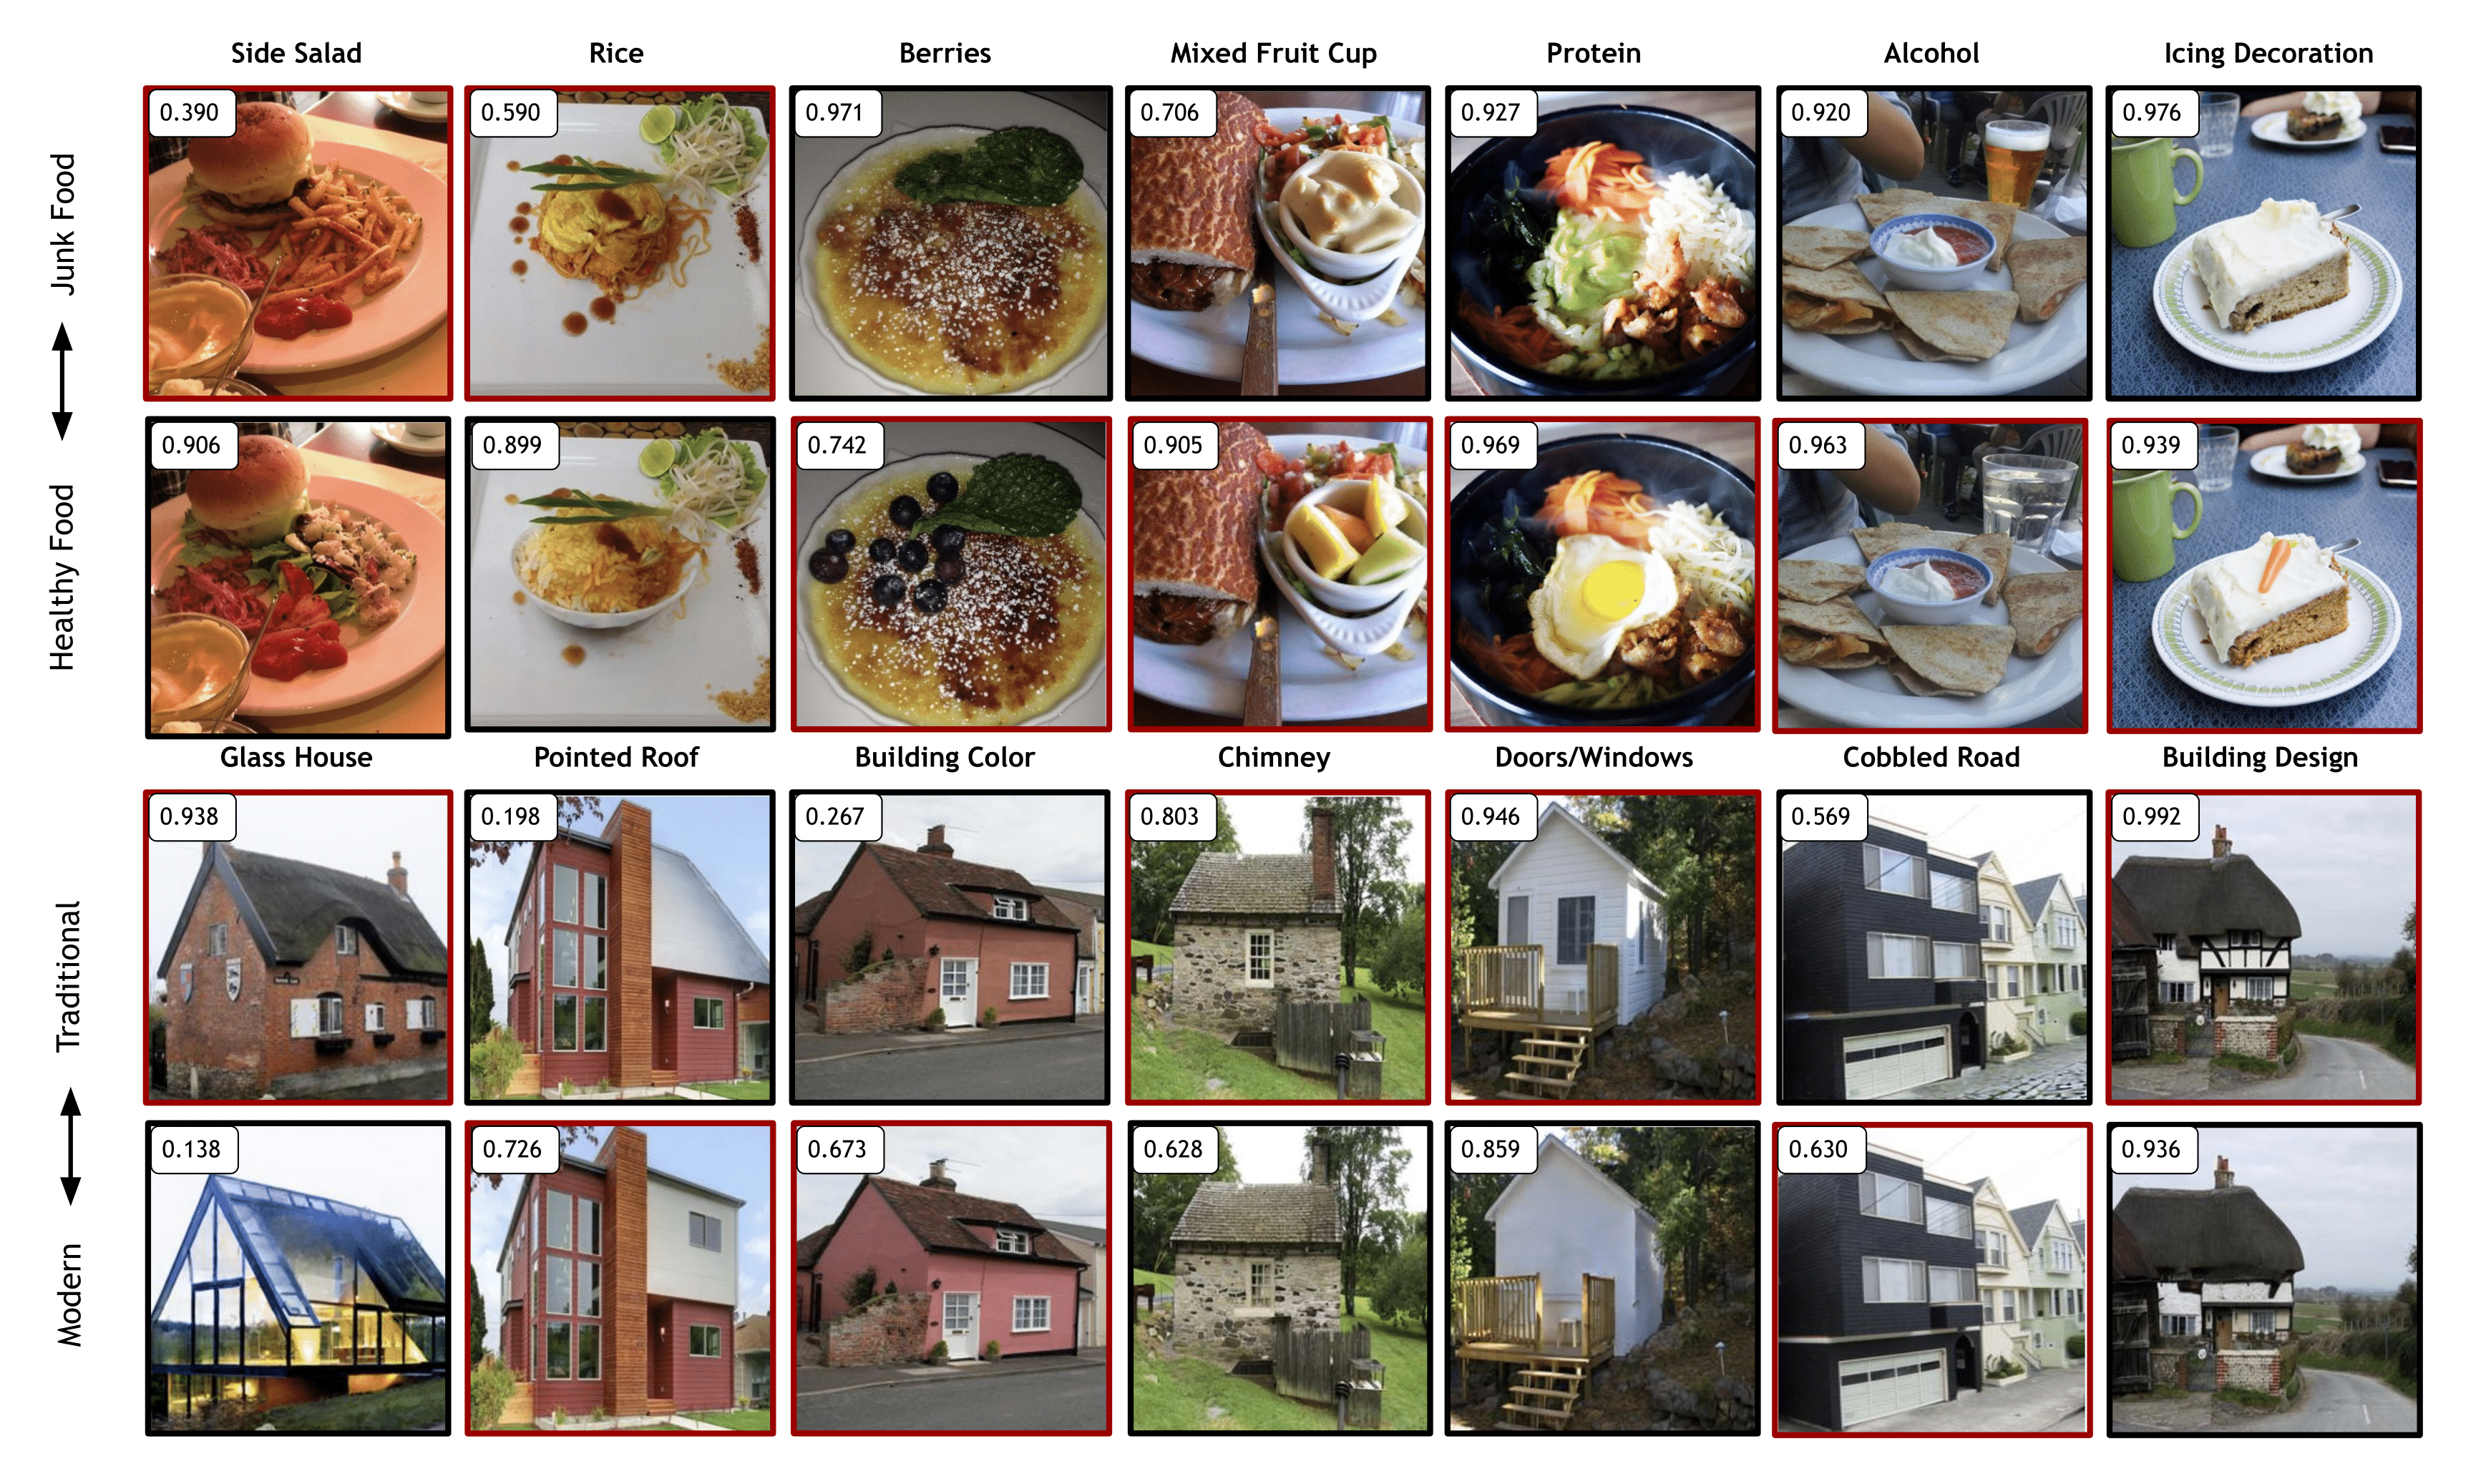 Side Salad Rice Berries Mixed Fruit Cup Protein Alcohol Icing Decoration
Junk Food
0.390 0.590 0.971 0.706 0.927 0.920 0.976
Healthy Food
0.906 0.899 0.742 0.905 0.969 0.963 0.939
Glass House Pointed Roof Building Color Chimney Doors/Windows Cobbled Road Building Design
Traditional
0.938 0.198 0.267 0.803 0.946 0.569 0.992
Modern
0.138 0.726 0.673 0.628 0.859 0.630 0.936